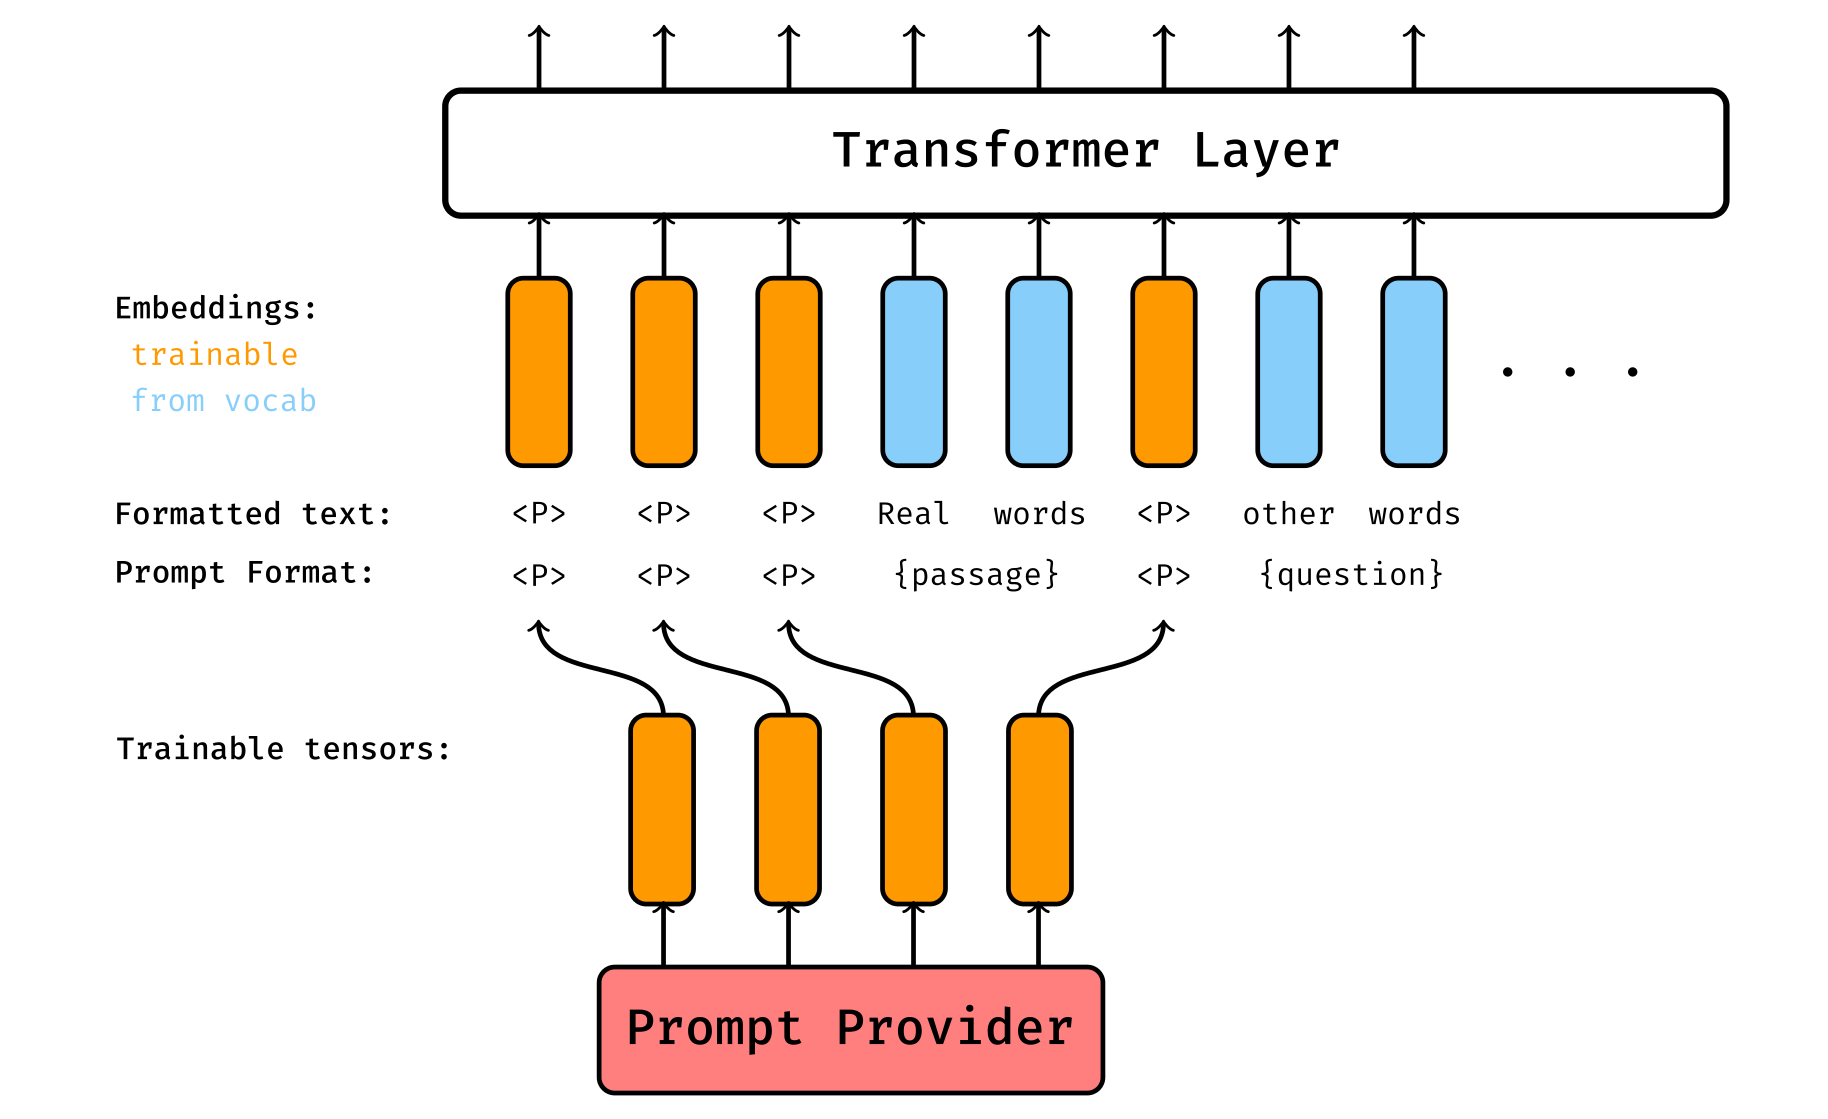 Transformer Layer
Embeddings:
trainable
from vocab
. . .
Formatted text: <P> <P> <P> Real words <P> other words
Prompt Format: <P> <P> <P> {passage} <P> {question}
Trainable tensors:
Prompt Provider